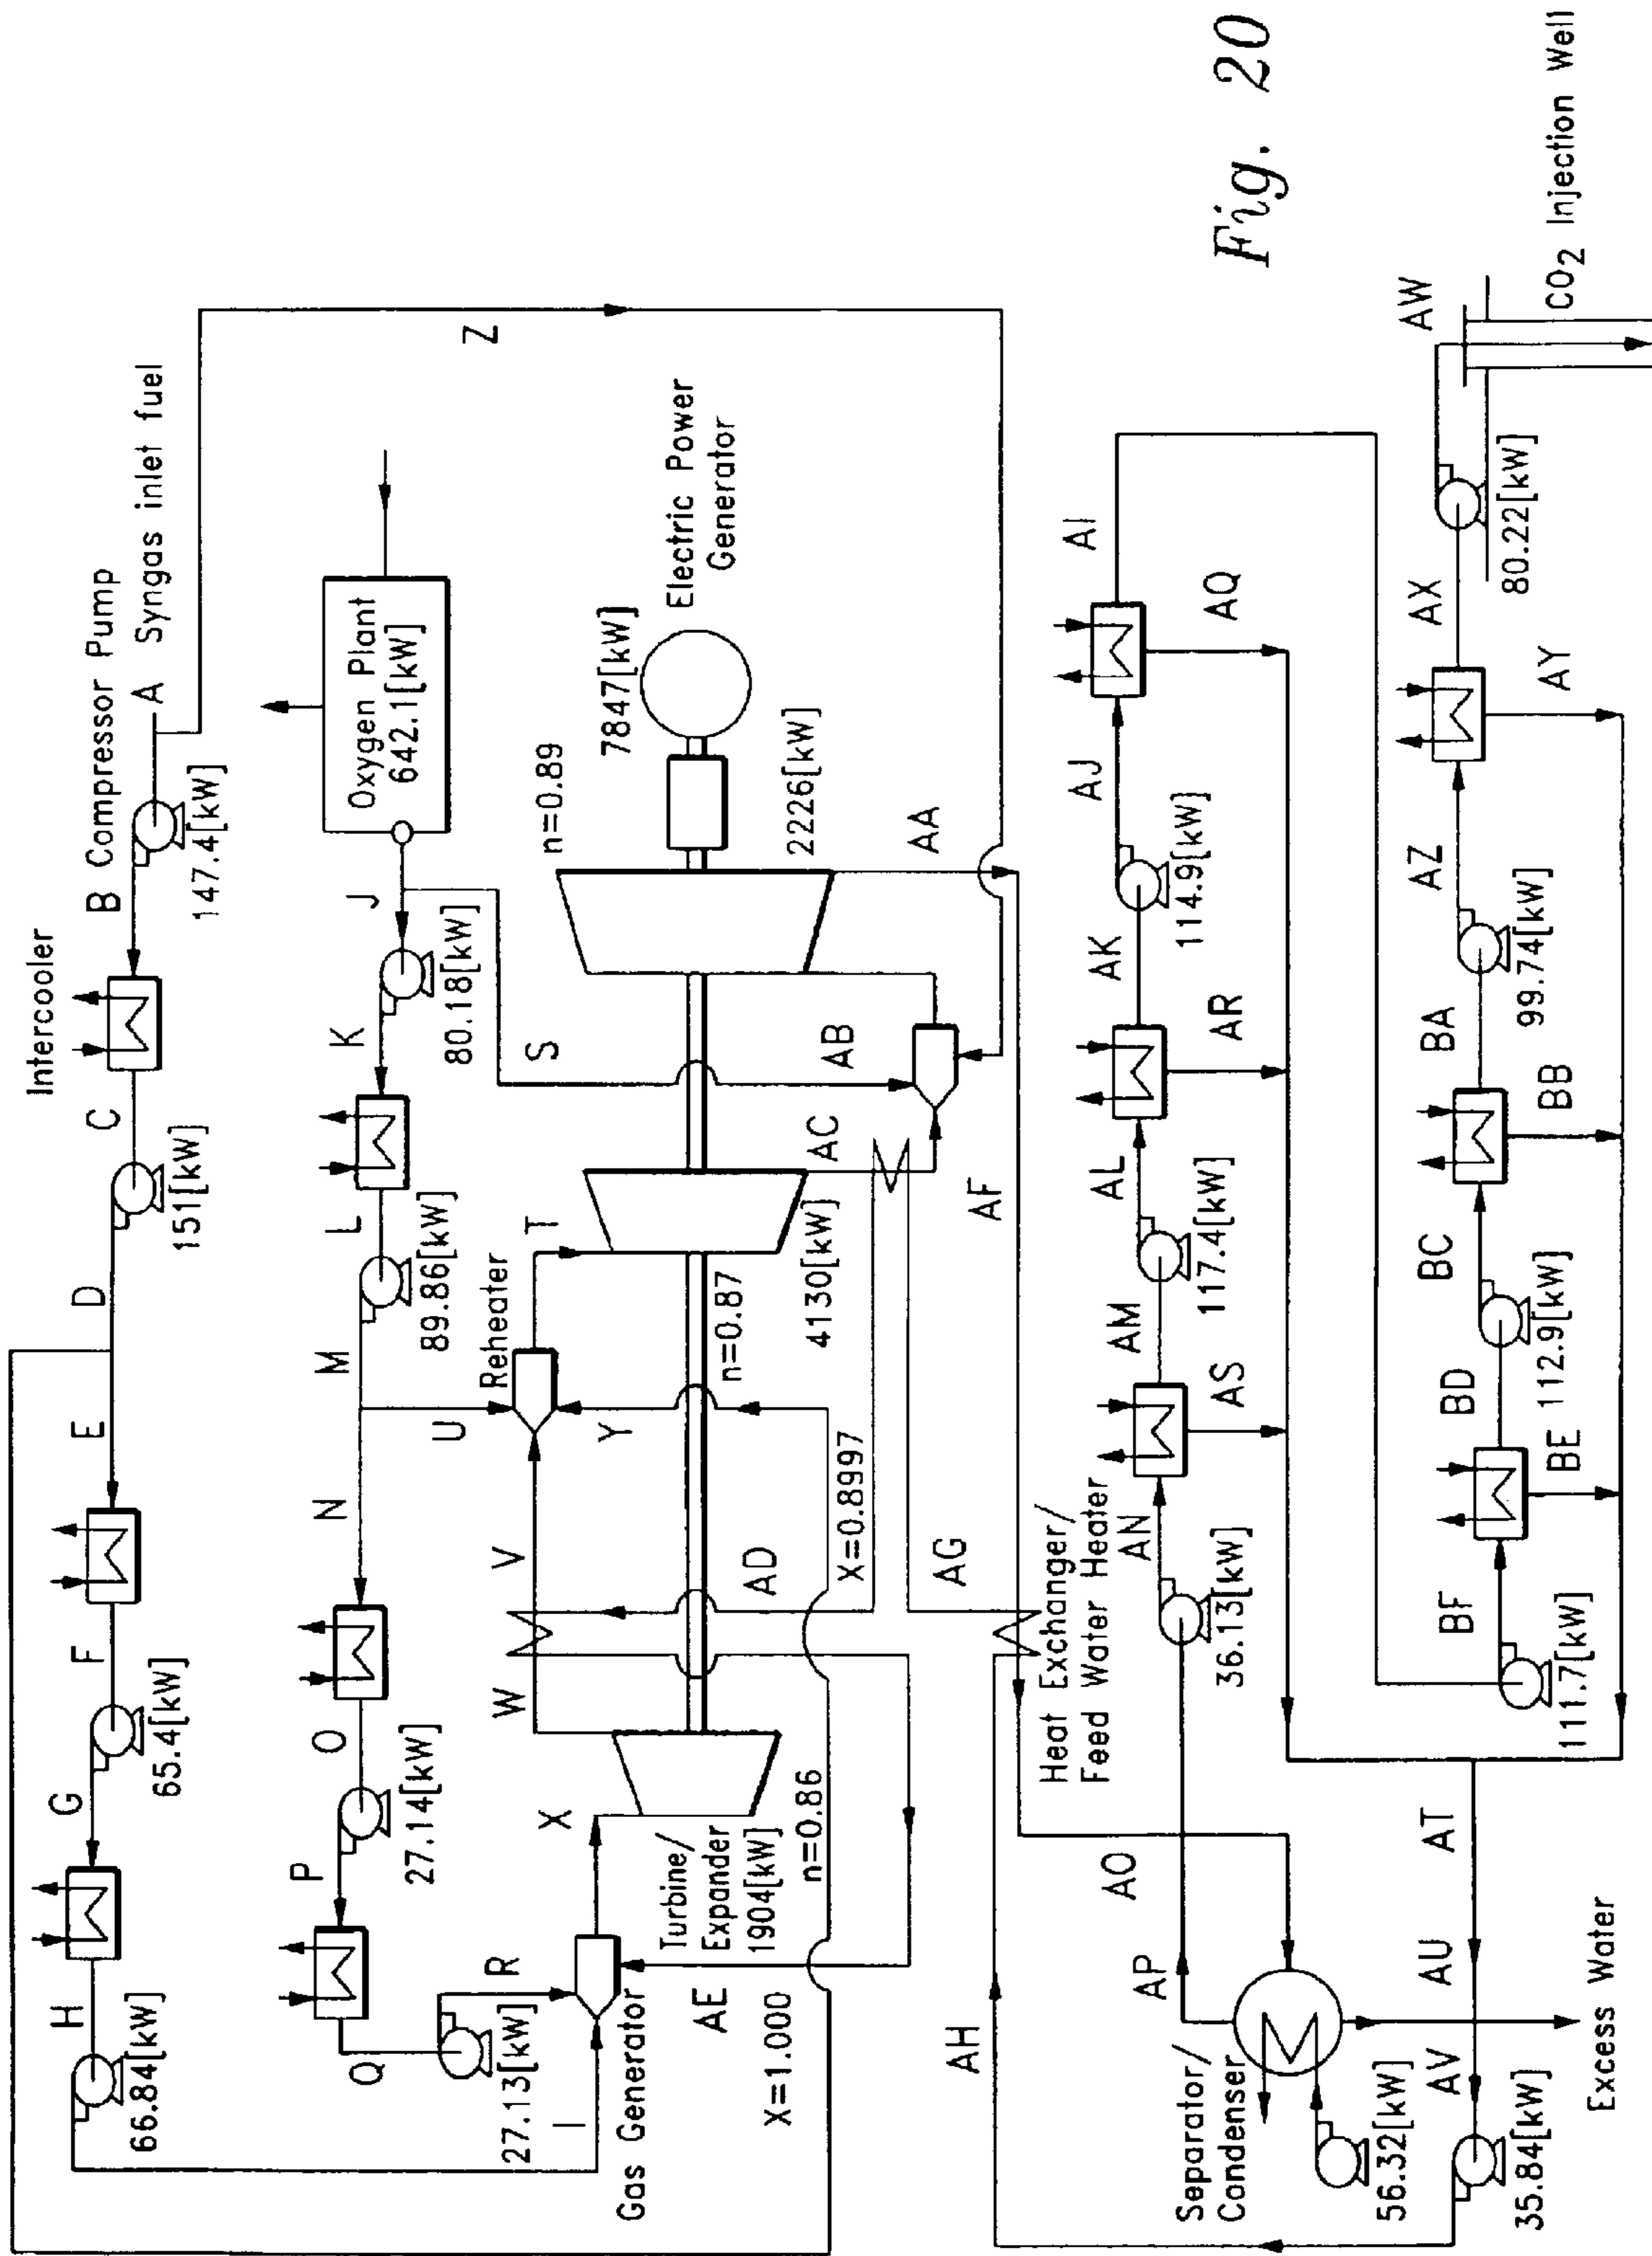 Intercooler
B Compressor Pump
A Syngas inlet fuel
147.4[kW]
C
151[kW]
D
E
F
65.4[kW]
G
H
66.84[kW]
I
Z
Oxygen Plant
642.1[kW]
J
80.18[kW]
K
L
89.86[kW]
M
N
O
27.14[kW]
P
Q
27.13[kW]
R
S
Gas Generator
Reheater
T
U
V
W
X
Y
Turbine/
Expander
1904[kW]
n=0.86
n=0.87
4130[kW]
n=0.89
2226[kW]
7847[kW]
Electric Power
Generator
AA
AB
AC
AD
X=0.8997
AE
X=1.000
AF
AG
AH
Heat Exchanger/
Feed Water Heater
AI
AJ
114.9[kW]
AK
AL
117.4[kW]
AM
AN
36.13[kW]
AO
AP
AQ
AR
AS
Separator/
Condenser
56.32[kW]
AT
AU
AV
35.84[kW]
Excess Water
111.7[kW]
BF
BE
112.9[kW]
BD
BC
BB
BA
99.74[kW]
AZ
AY
AX
80.22[kW]
AW
CO2 Injection Well
Fig. 20